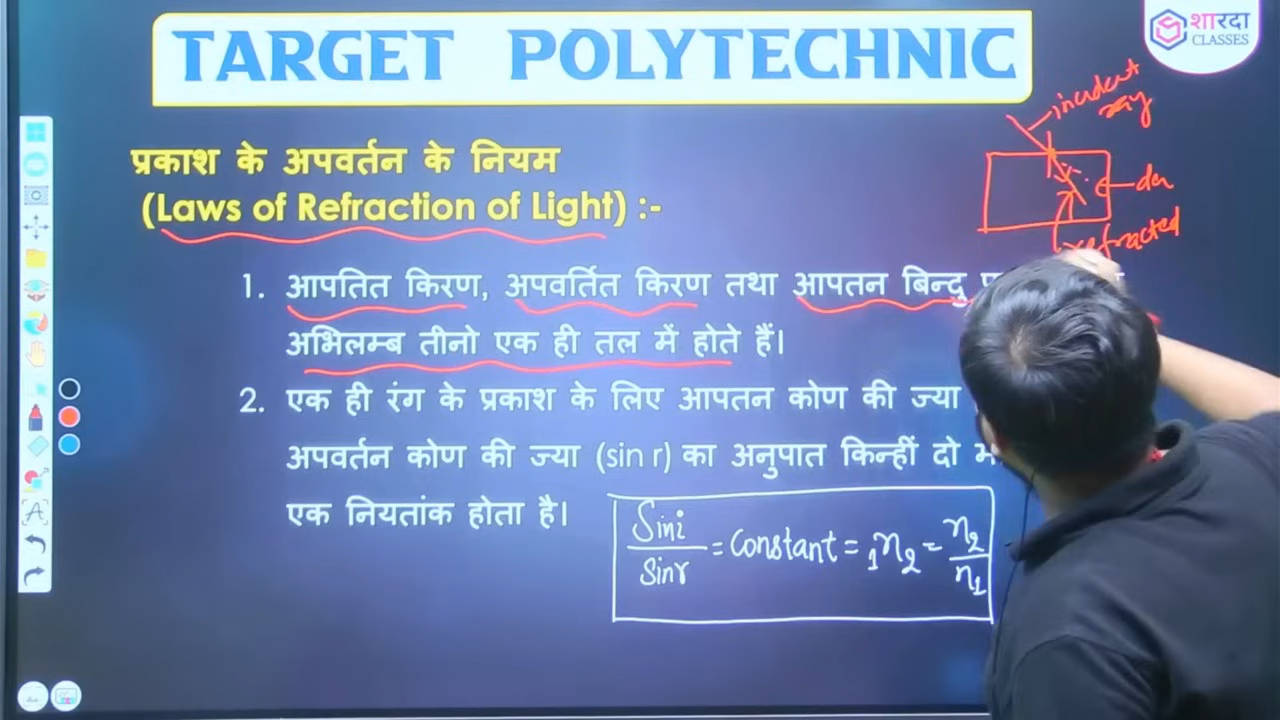 TARGET POLYTECHNIC
शारदा
CLASSES
incident
ray
den
refracted
प्रकाश के अपवर्तन के नियम
(Laws of Refraction of Light) :-
1. आपतित किरण, अपवर्तित किरण तथा आपतन बिन्दु
अभिलम्ब तीनो एक ही तल में होते हैं।
2. एक ही रंग के प्रकाश के लिए आपतन कोण की ज्या
अपवर्तन कोण की ज्या (sin r) का अनुपात किन्हीं दो
एक नियतांक होता है।
Sini/Sinr = Constant = ₁n₂ = n₂/n₁